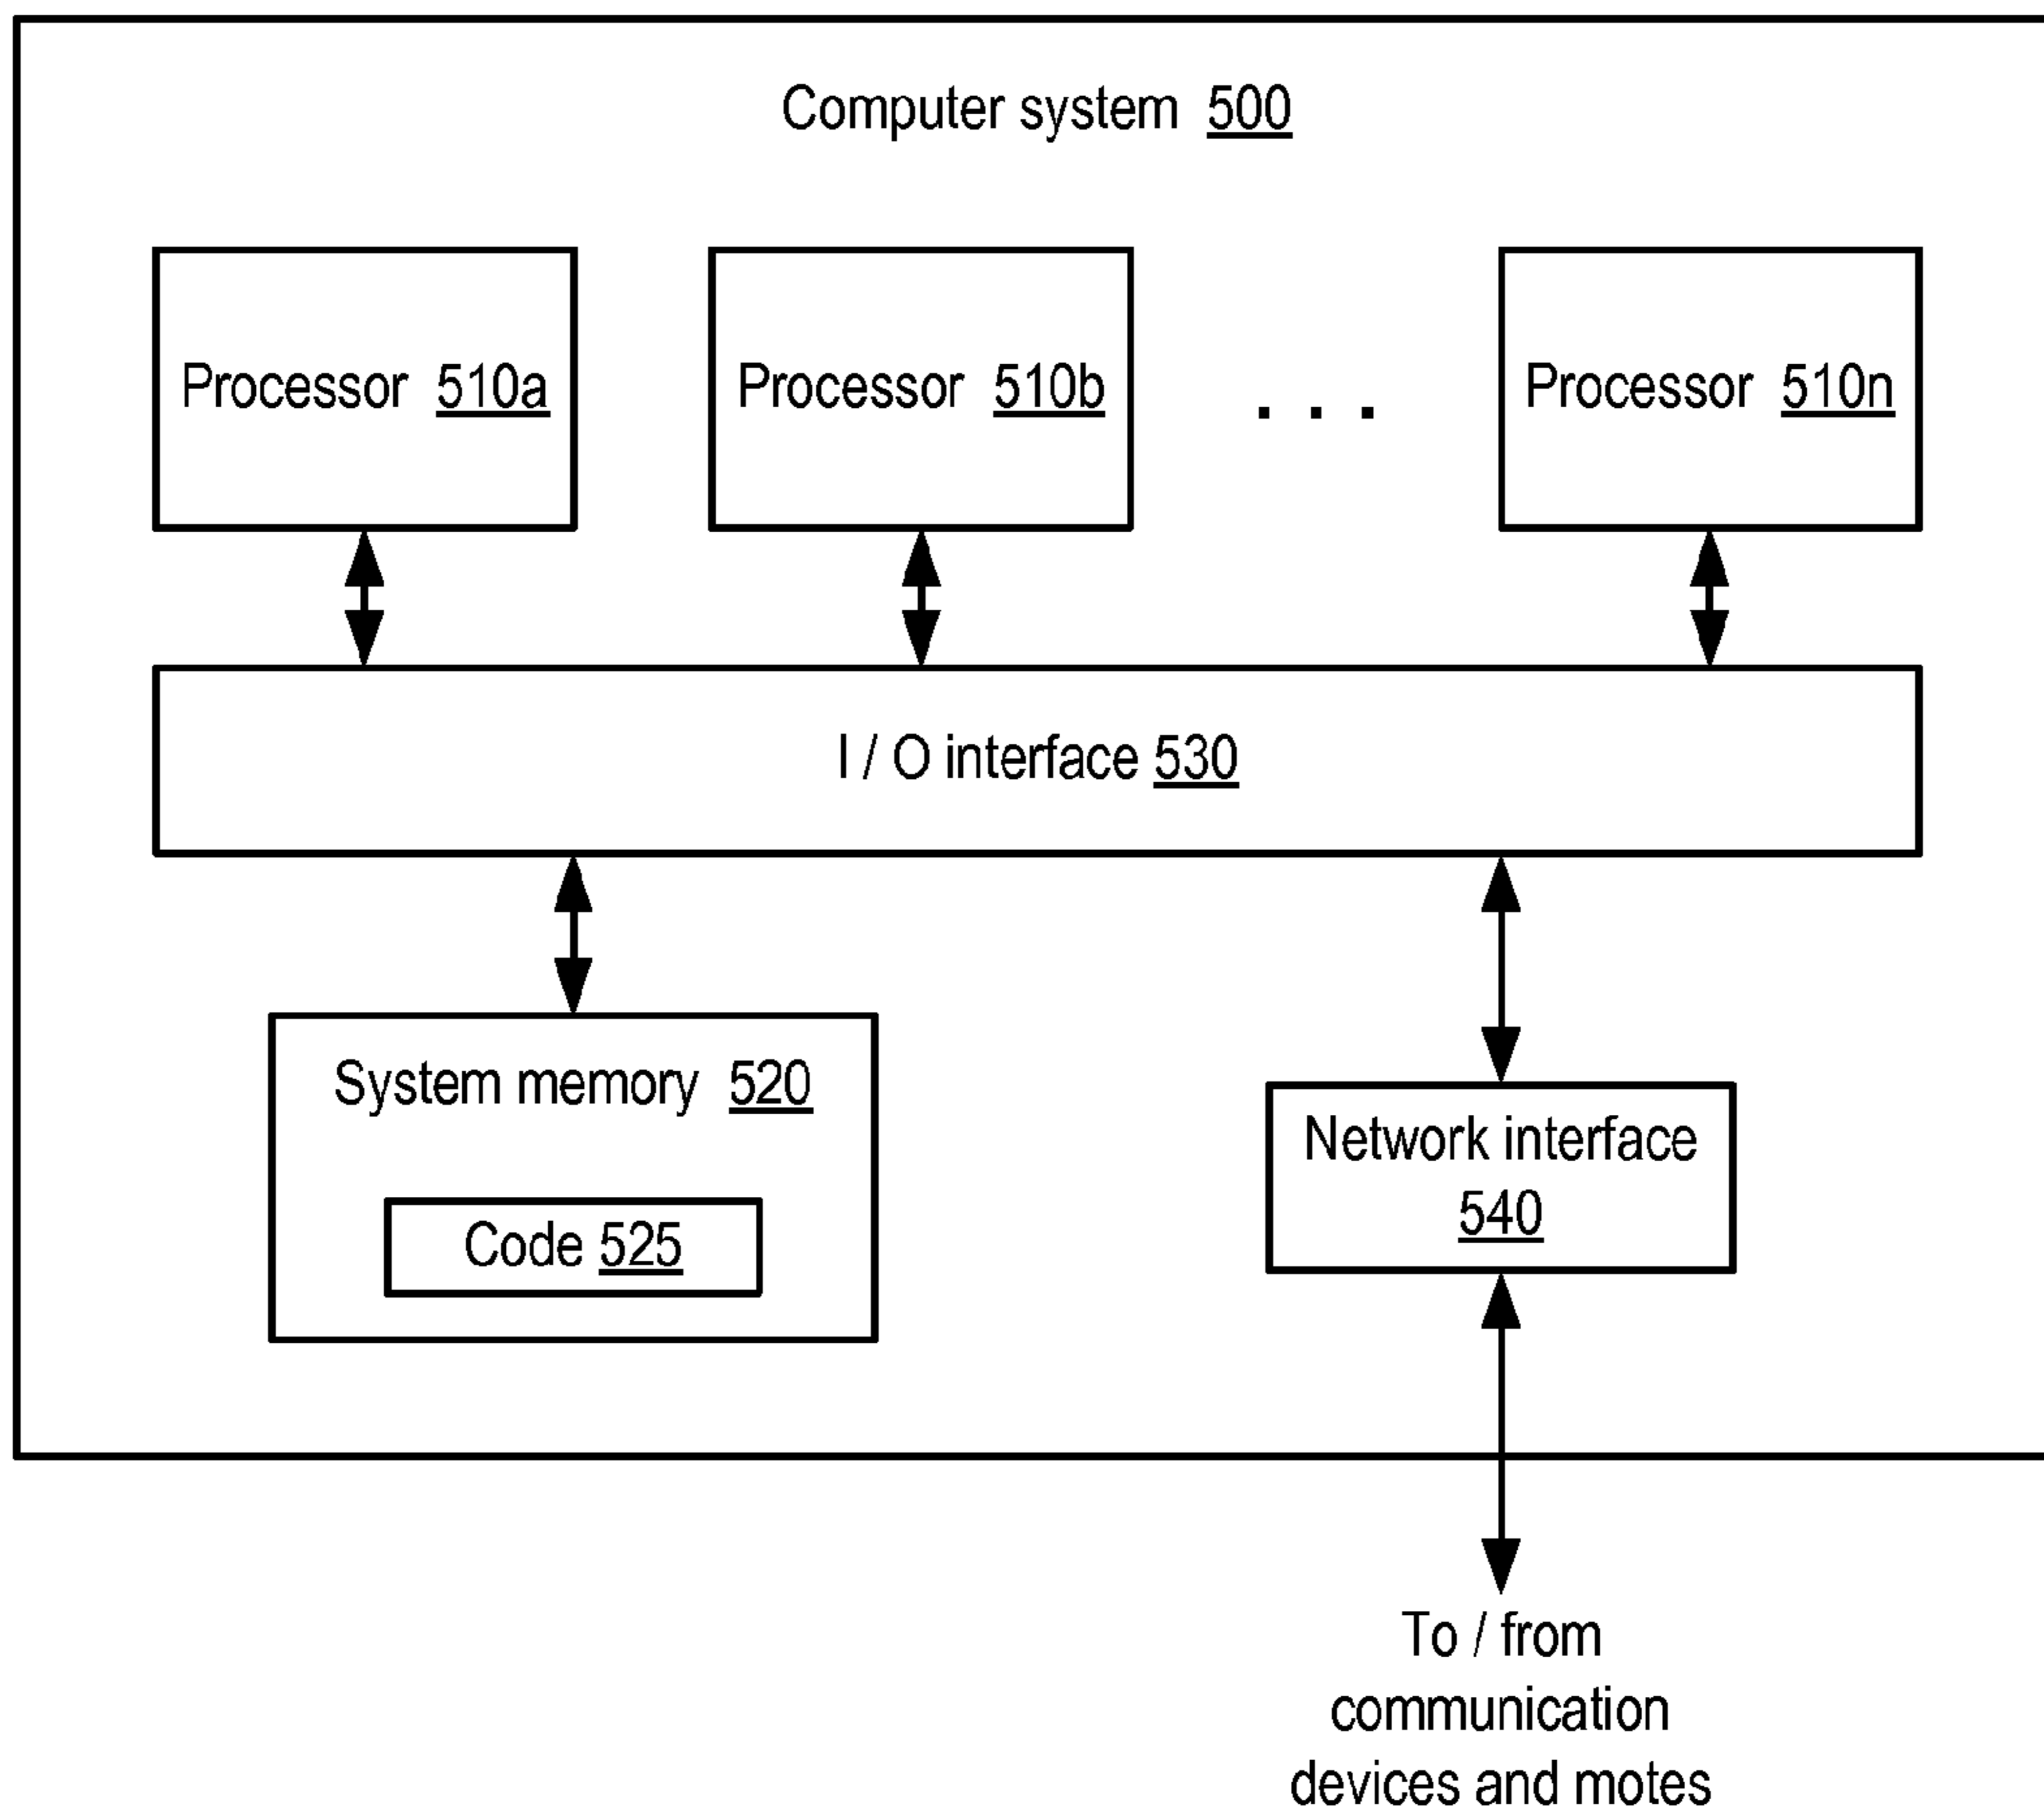 Computer system 500
Processor 510a
Processor 510b
. . .
Processor 510n
I / O interface 530
System memory 520
Code 525
Network interface
540
To / from
communication
devices and motes